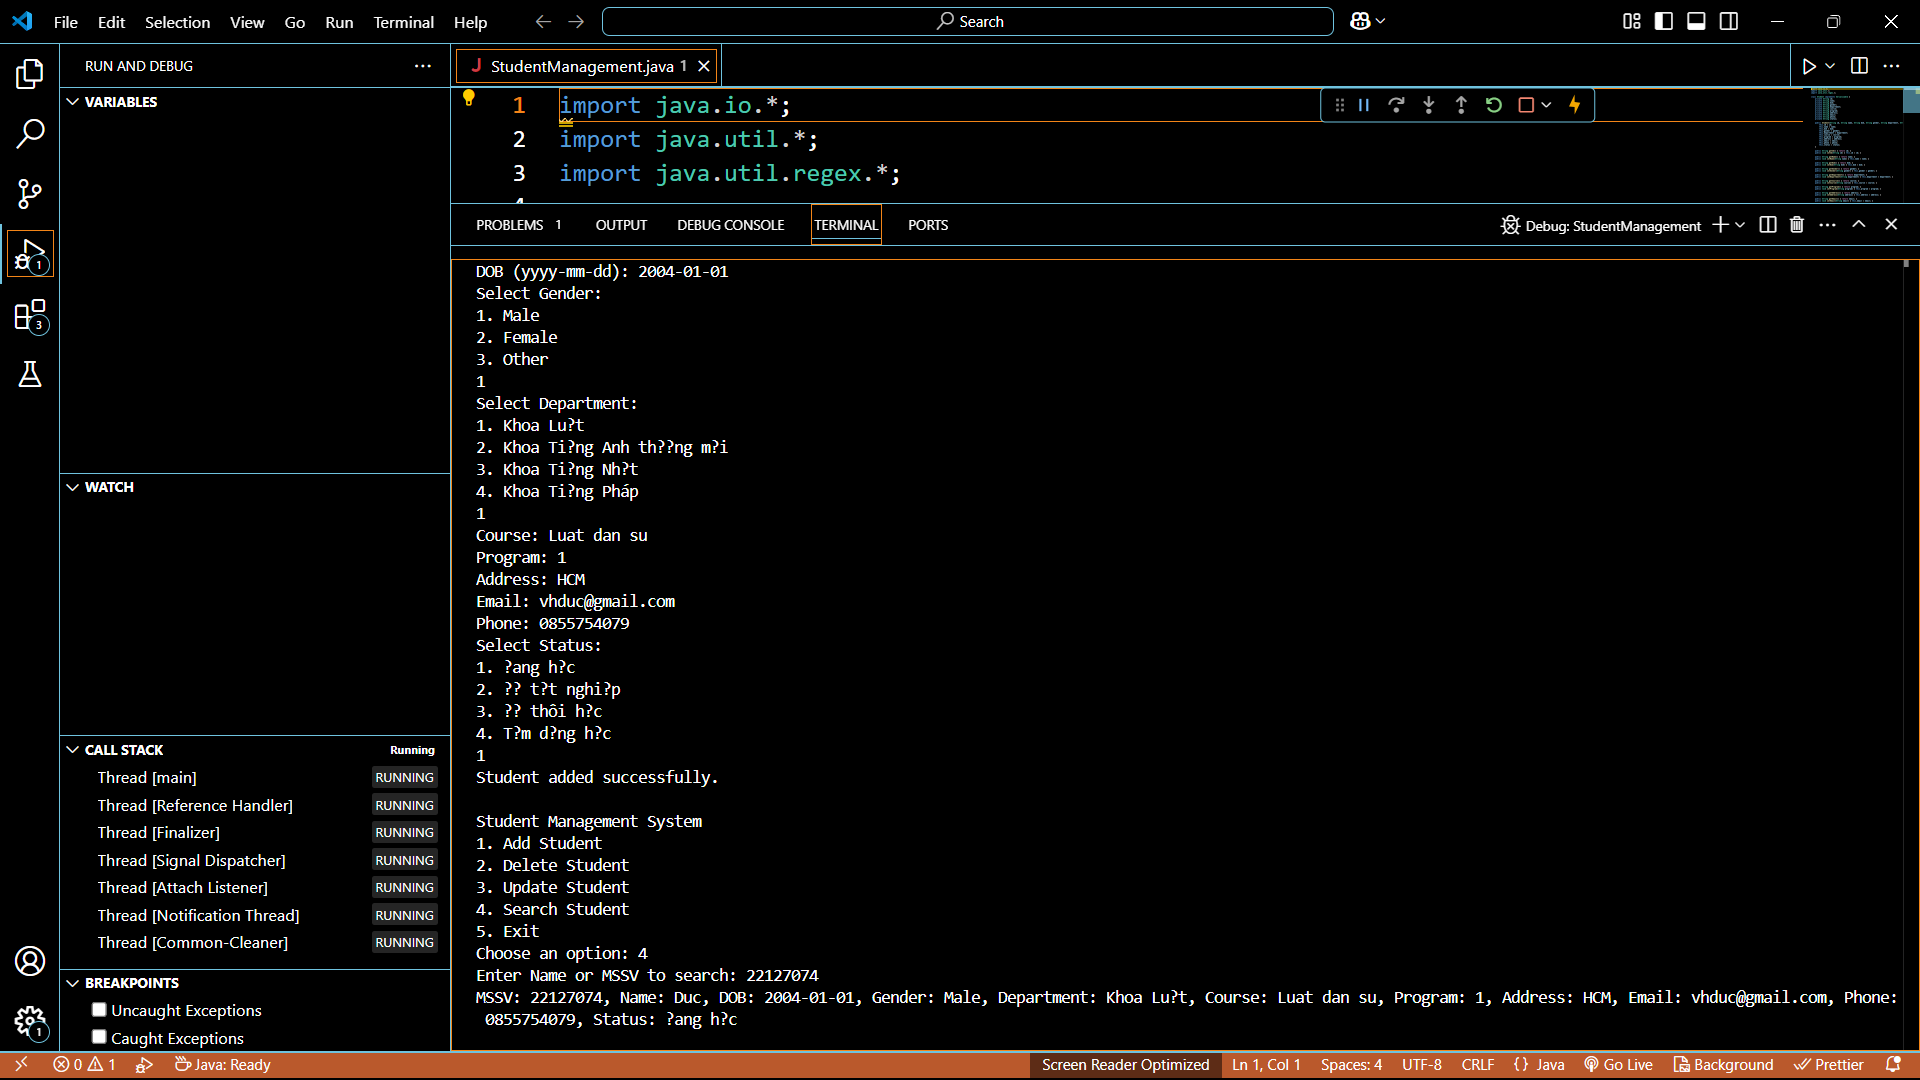 File Edit Selection View Go Run Terminal Help
Search
RUN AND DEBUG
VARIABLES
WATCH
CALL STACK Running
Thread [main] RUNNING
Thread [Reference Handler] RUNNING
Thread [Finalizer] RUNNING
Thread [Signal Dispatcher] RUNNING
Thread [Attach Listener] RUNNING
Thread [Notification Thread] RUNNING
Thread [Common-Cleaner] RUNNING
BREAKPOINTS
Uncaught Exceptions
Caught Exceptions
1
3
1
J StudentManagement.java 1
1 import java.io.*;
2 import java.util.*;
3 import java.util.regex.*;
PROBLEMS 1 OUTPUT DEBUG CONSOLE TERMINAL PORTS
Debug: StudentManagement
DOB (yyyy-mm-dd): 2004-01-01
Select Gender:
1. Male
2. Female
3. Other
1
Select Department:
1. Khoa Lu?t
2. Khoa Ti?ng Anh th??ng m?i
3. Khoa Ti?ng Nh?t
4. Khoa Ti?ng Pháp
1
Course: Luat dan su
Program: 1
Address: HCM
Email: vhduc@gmail.com
Phone: 0855754079
Select Status:
1. ?ang h?c
2. ?? t?t nghi?p
3. ?? thôi h?c
4. T?m d?ng h?c
1
Student added successfully.
Student Management System
1. Add Student
2. Delete Student
3. Update Student
4. Search Student
5. Exit
Choose an option: 4
Enter Name or MSSV to search: 22127074
MSSV: 22127074, Name: Duc, DOB: 2004-01-01, Gender: Male, Department: Khoa Lu?t, Course: Luat dan su, Program: 1, Address: HCM, Email: vhduc@gmail.com, Phone:
0855754079, Status: ?ang h?c
0 1 Java: Ready Screen Reader Optimized Ln 1, Col 1 Spaces: 4 UTF-8 CRLF {} Java Go Live Background Prettier